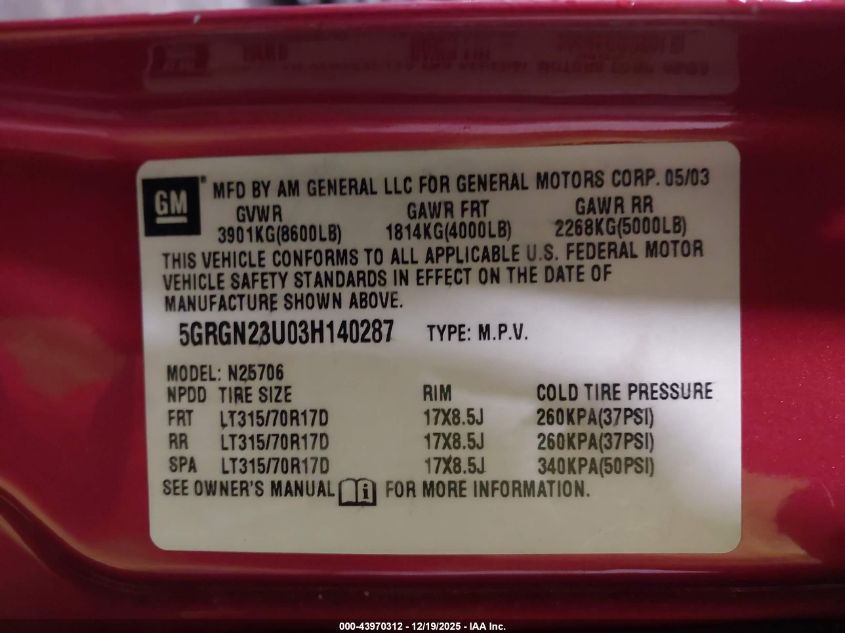 GM® MFD BY AM GENERAL LLC FOR GENERAL MOTORS CORP. 05/03
GVWR GAWR FRT GAWR RR
3901KG(8600LB) 1814KG(4000LB) 2268KG(5000LB)
THIS VEHICLE CONFORMS TO ALL APPLICABLE U.S. FEDERAL MOTOR
VEHICLE SAFETY STANDARDS IN EFFECT ON THE DATE OF
MANUFACTURE SHOWN ABOVE.
5GRGN23U03H140287 TYPE: M.P.V.
MODEL: N25706
NPDD TIRE SIZE RIM COLD TIRE PRESSURE
FRT LT315/70R17D 17X8.5J 260KPA(37PSI)
RR LT315/70R17D 17X8.5J 260KPA(37PSI)
SPA LT315/70R17D 17X8.5J 340KPA(50PSI)
SEE OWNER'S MANUAL i FOR MORE INFORMATION.
000-43970312 - 12/19/2025 - IAA Inc.